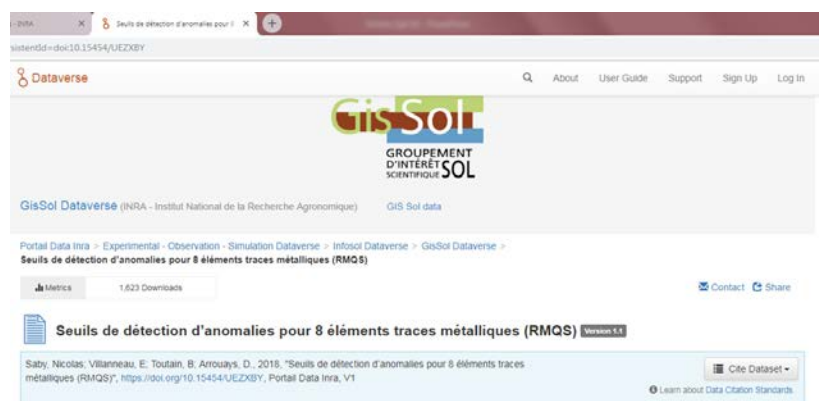 - INRA × Seuils de détection d'anomalies pour 8 ×
sistentId=doi:10.15454/UEZXBY
Dataverse About User Guide Support Sign Up Log In
GisSol
GROUPEMENT
D'INTÉRÊT SOL
SCIENTIFIQUE
GisSol Dataverse (INRA - Institut National de la Recherche Agronomique) GIS Sol data
Portail Data Inra > Experimental - Observation - Simulation Dataverse > Infosol Dataverse > GisSol Dataverse >
Seuils de détection d'anomalies pour 8 éléments traces métalliques (RMQS)
Metrics 1,623 Downloads Contact Share
Seuils de détection d'anomalies pour 8 éléments traces métalliques (RMQS) Version 1.1
Saby, Nicolas; Villanneau, E; Toutain, B; Arrouays, D., 2018, "Seuils de détection d'anomalies pour 8 éléments traces
métalliques (RMQS)", https://doi.org/10.15454/UEZXBY, Portail Data Inra, V1
Cite Dataset
Learn about Data Citation Standards.